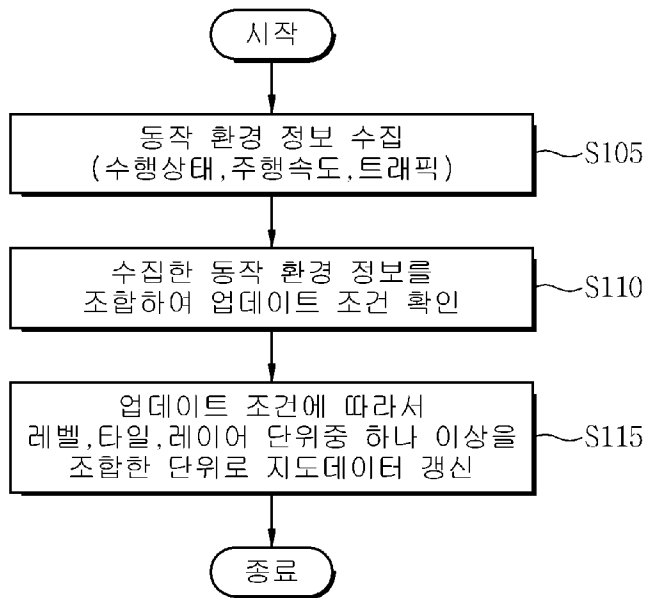 시작
동작 환경 정보 수집
(수행상태,주행속도,트래픽)
S105
수집한 동작 환경 정보를
조합하여 업데이트 조건 확인
S110
업데이트 조건에 따라서
레벨,타일,레이어 단위중 하나 이상을
조합한 단위로 지도데이터 갱신
S115
종료